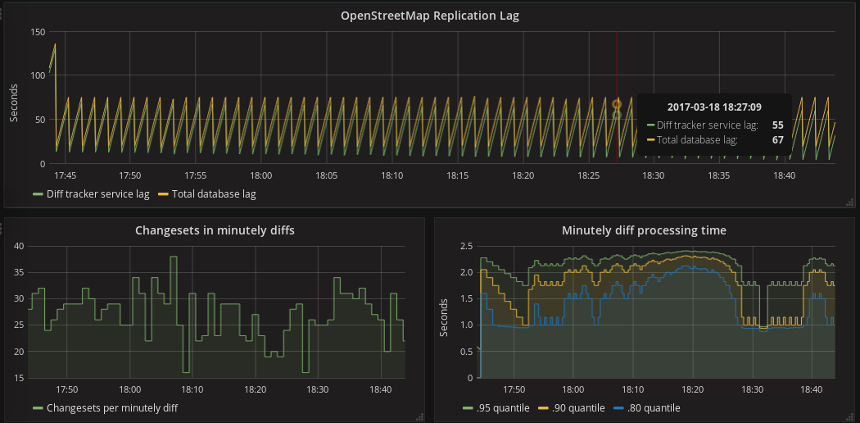 OpenStreetMap Replication Lag
150
100
50
0
Seconds
17:45 17:50 17:55 18:00 18:05 18:10 18:15 18:20 18:25 18:30 18:35 18:40
2017-03-18 18:27:09
Diff tracker service lag: 55
Total database lag: 67
Diff tracker service lag Total database lag
Changesets in minutely diffs
40
35
30
25
20
15
17:50 18:00 18:10 18:20 18:30 18:40
Changesets per minutely diff
Minutely diff processing time
2.5
2.0
1.5
1.0
0.5
0
Seconds
17:50 18:00 18:10 18:20 18:30 18:40
.95 quantile .90 quantile .80 quantile